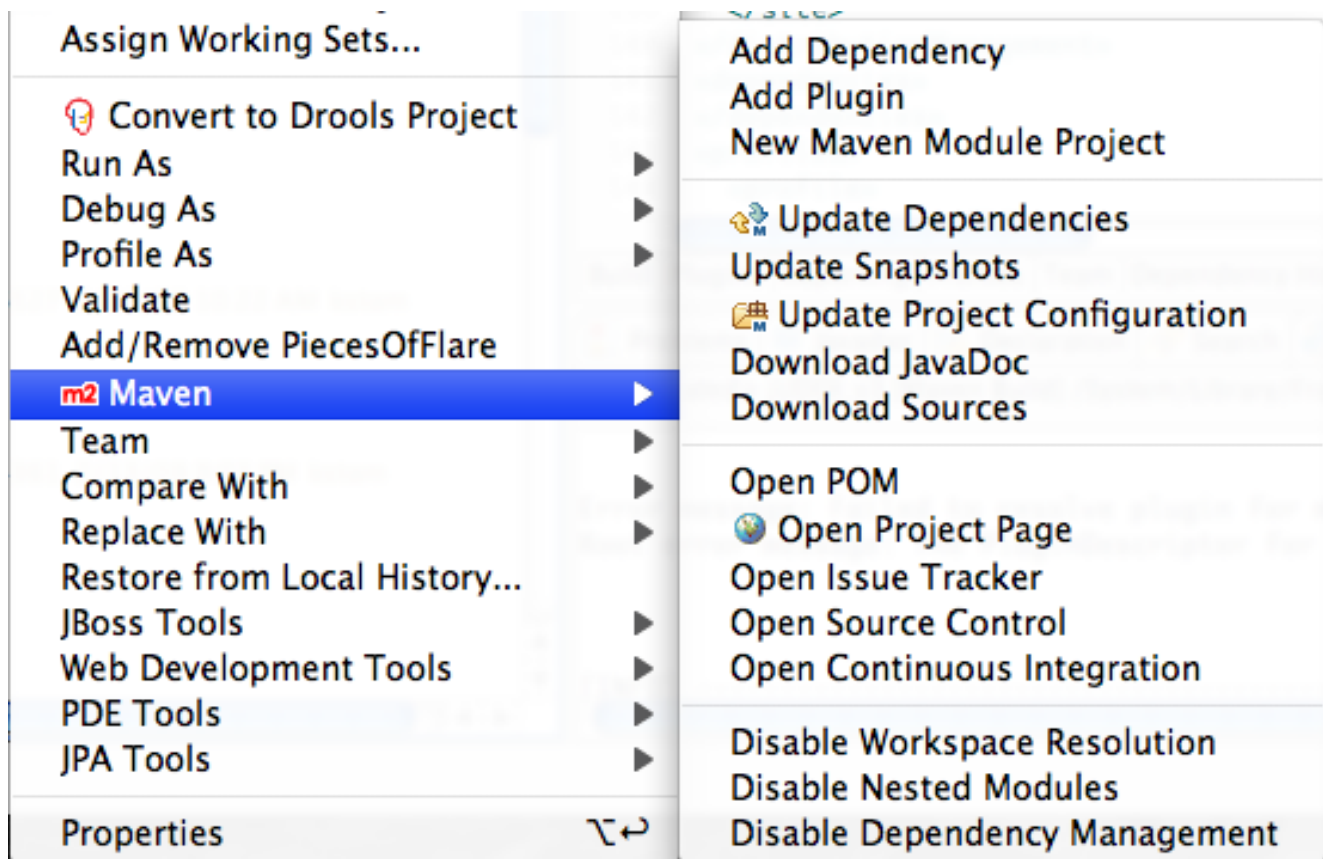 Assign Working Sets...
Convert to Drools Project
Run As
Debug As
Profile As
Validate
Add/Remove PiecesOfFlare
m2 Maven
Team
Compare With
Replace With
Restore from Local History...
JBoss Tools
Web Development Tools
PDE Tools
JPA Tools
Properties ⌥↩
</site>
Add Dependency
Add Plugin
New Maven Module Project
Update Dependencies
Update Snapshots
Update Project Configuration
Download JavaDoc
Download Sources
Open POM
Open Project Page
Open Issue Tracker
Open Source Control
Open Continuous Integration
Disable Workspace Resolution
Disable Nested Modules
Disable Dependency Management